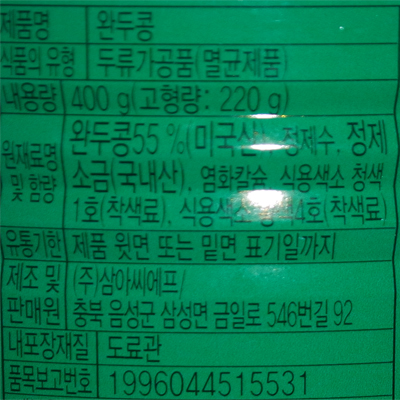 제품명 완두콩
식품의 유형 두류가공품(멸균제품)
내용량 400 g(고형량: 220 g)
원재료명 및 함량 완두콩55 %(미국산), 정제수, 정제
소금(국내산), 염화칼슘, 식용색소 청색
1호(착색료), 식용색소 4호(착색료)
유통기한 제품 윗면 또는 밑면 표기일까지
제조 및 (주)삼아씨에프/
판매원 충북 음성군 삼성면 금일로 546번길 92
내포장재질 도료관
품목보고번호 1996044515531